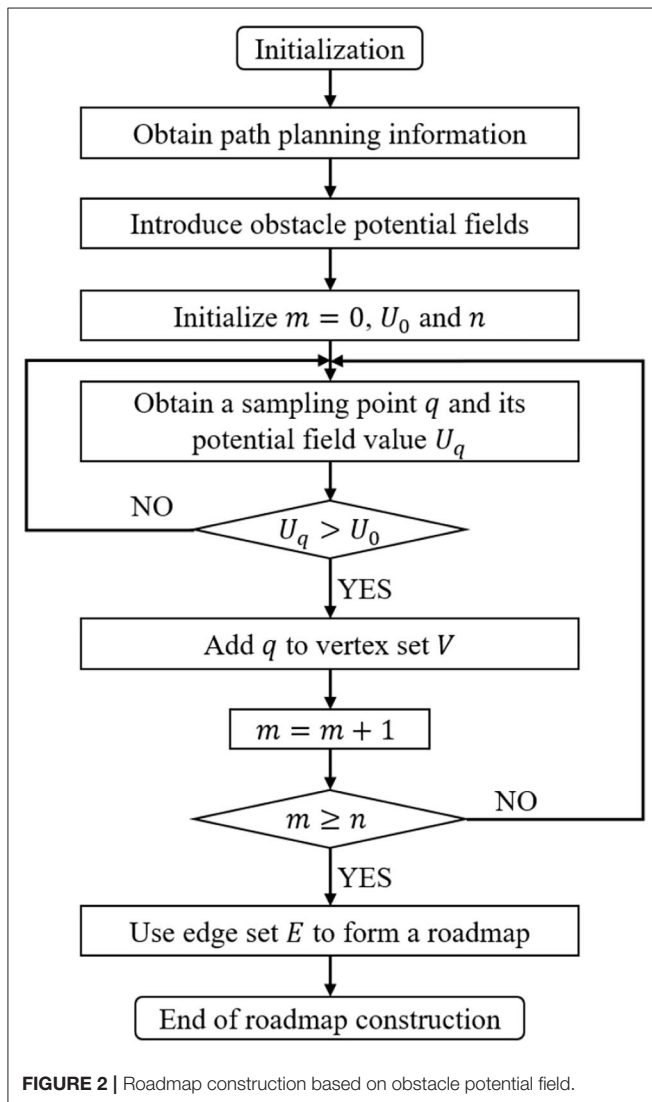 Initialization
Obtain path planning information
Introduce obstacle potential fields
Initialize m = 0, U₀ and n
Obtain a sampling point q and its
potential field value U_q
NO
U_q > U₀
YES
Add q to vertex set V
m = m + 1
m ≥ n
NO
YES
Use edge set E to form a roadmap
End of roadmap construction
FIGURE 2 | Roadmap construction based on obstacle potential field.